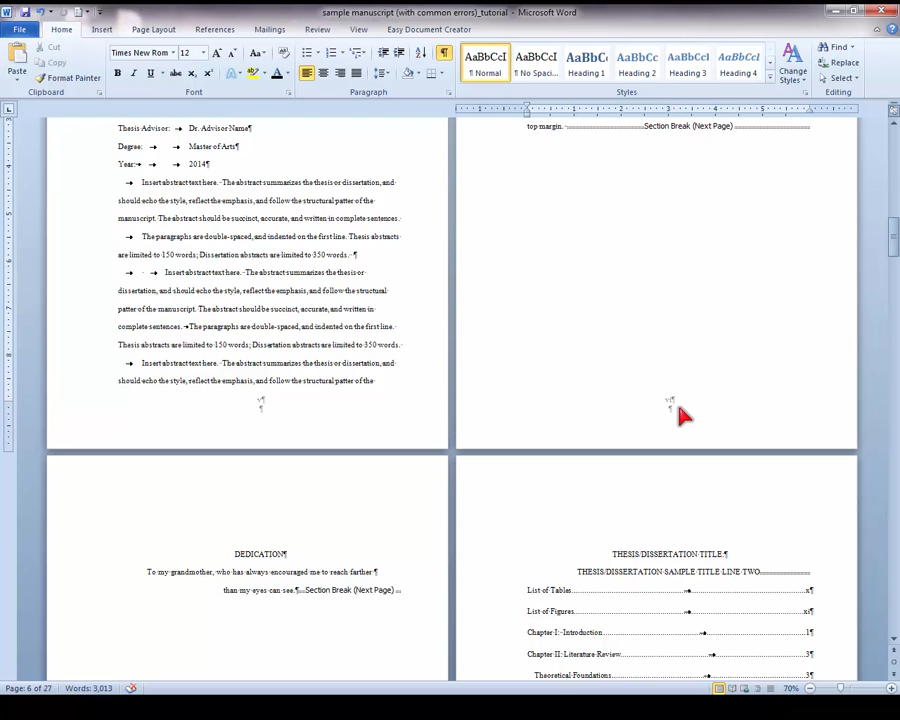 sample manuscript (with common errors)_tutorial - Microsoft Word
File Home Insert Page Layout References Mailings Review View Easy Document Creator
Paste
Cut
Copy
Format Painter
Clipboard
Times New Rom 12
B I U abc x₂ x²
Font
Paragraph
AaBbCcI AaBbCcI AaBbC AaBbCc AaBbCcI AaBbCcI
¶ Normal ¶ No Spaci... Heading 1 Heading 2 Heading 3 Heading 4
Styles
Change Styles
Find
Replace
Select
Editing
Thesis Advisor: Dr. Advisor Name¶
Degree: Master of Arts¶
Year: 2014¶
Insert abstract text here. The abstract summarizes the thesis or dissertation, and
should echo the style, reflect the emphasis, and follow the structural patter of the
manuscript. The abstract should be succinct, accurate, and written in complete sentences.
The paragraphs are double-spaced, and indented on the first line. Thesis abstracts
are limited to 150 words; Dissertation abstracts are limited to 350 words. ¶
Insert abstract text here. The abstract summarizes the thesis or
dissertation, and should echo the style, reflect the emphasis, and follow the structural
patter of the manuscript. The abstract should be succinct, accurate, and written in
complete sentences. The paragraphs are double-spaced, and indented on the first line.
Thesis abstracts are limited to 150 words; Dissertation abstracts are limited to 350 words.
Insert abstract text here. The abstract summarizes the thesis or dissertation, and
should echo the style, reflect the emphasis, and follow the structural patter of the
v¶
¶
1 2 3 4 5
top margin. Section Break (Next Page)
vi¶
¶
DEDICATION¶
To my grandmother, who has always encouraged me to reach farther ¶
than my eyes can see.¶ Section Break (Next Page)
THESIS/DISSERTATION TITLE:¶
THESIS/DISSERTATION SAMPLE TITLE LINE TWO
List of Tables x¶
List of Figures xi¶
Chapter I: Introduction 1¶
Chapter II: Literature Review 3¶
Theoretical Foundations 3¶
Page: 6 of 27 Words: 3,013 70%